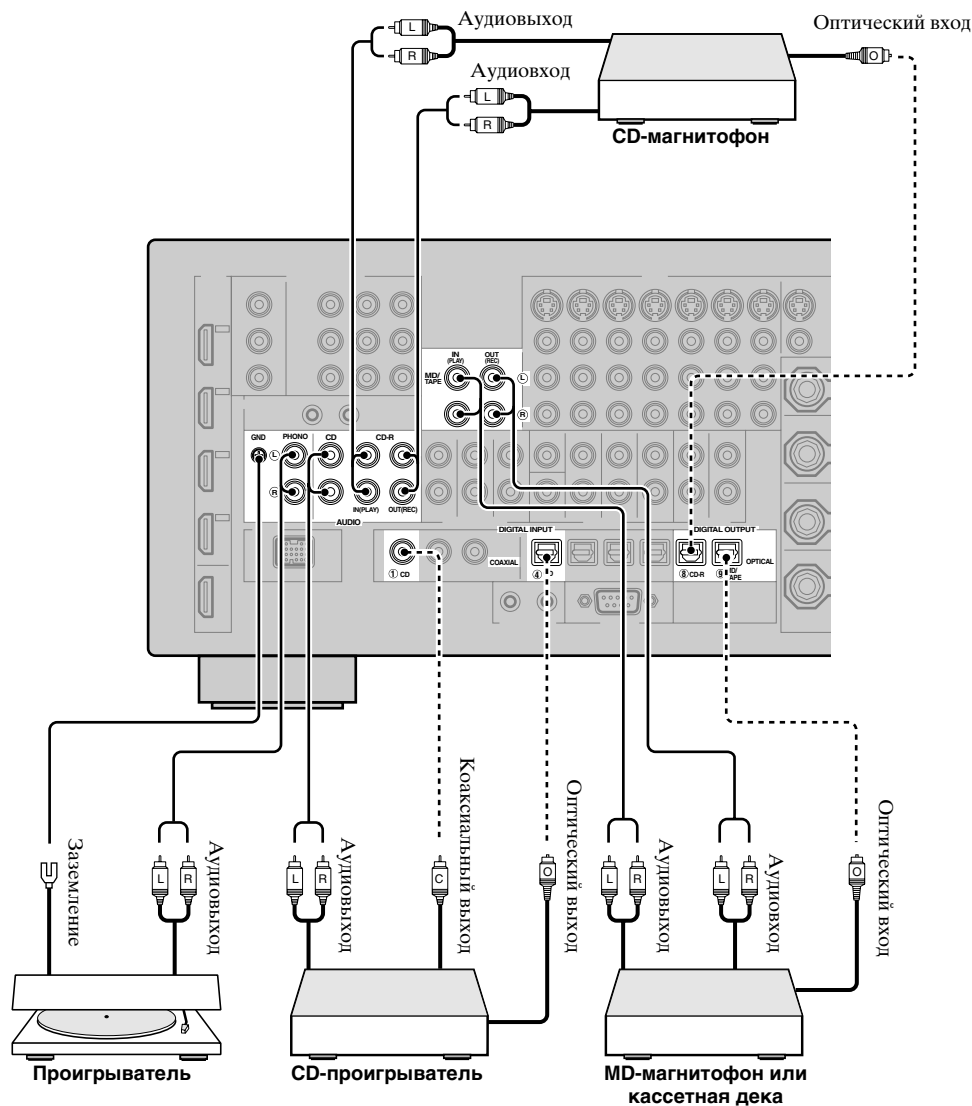 Аудиовыход
Оптический вход
L
R
O
Аудиовход
L
R
CD-магнитофон
IN
(PLAY)
OUT
(REC)
MD/
TAPE
L
R
GND
PHONO
CD
CD-R
L
R
IN(PLAY)
OUT(REC)
AUDIO
DIGITAL INPUT
DIGITAL OUTPUT
COAXIAL
OPTICAL
1 CD
4
8 CD-R
9
Заземление
Аудиовыход
Аудиовыход
Коаксиальный выход
Оптический выход
Аудиовыход
Аудиовход
Оптический вход
L
R
L
R
C
O
L
R
L
R
O
Проигрыватель
CD-проигрыватель
MD-магнитофон или
кассетная дека